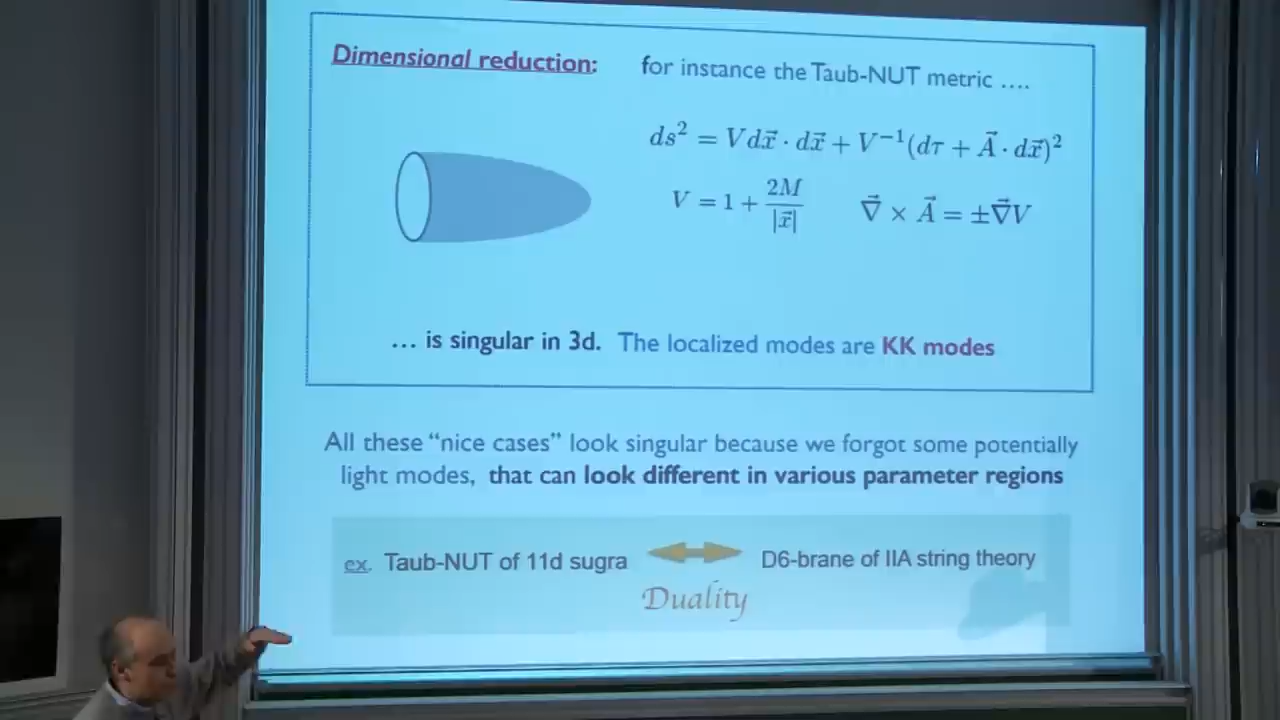 Dimensional reduction: for instance the Taub-NUT metric ....
ds² = Vdx⃗ · dx⃗ + V⁻¹(dτ + A⃗ · dx⃗)²
V = 1 + 2M/|x⃗| ∇⃗ × A⃗ = ±∇⃗V
... is singular in 3d. The localized modes are KK modes
All these “nice cases” look singular because we forgot some potentially
light modes, that can look different in various parameter regions
ex. Taub-NUT of 11d sugra D6-brane of IIA string theory
Duality